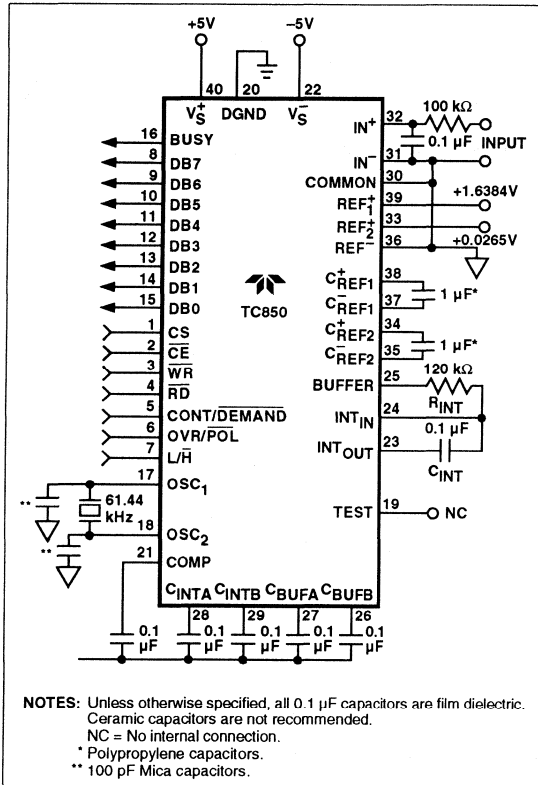 +5V
–5V
40
20
22
V+S
DGND
V–S
16
BUSY
8
DB7
9
DB6
10
DB5
11
DB4
12
DB3
13
DB2
14
DB1
15
DB0
1
CS
2
CE
3
WR
4
RD
5
CONT/DEMAND
6
OVR/POL
7
L/H
17
OSC1
**
61.44
kHz
18
OSC2
**
21
COMP
TC850
IN+
32
100 kΩ
0.1 µF
INPUT
IN–
31
COMMON
30
REF+1
39
+1.6384V
REF+2
33
+0.0265V
REF–
36
C+REF1
38
1 µF*
C–REF1
37
C+REF2
34
1 µF*
C–REF2
35
BUFFER
25
120 kΩ
RINT
INTIN
24
0.1 µF
INTOUT
23
CINT
TEST
19
NC
CINTA
CINTB
CBUFA
CBUFB
28
29
27
26
0.1
µF
0.1
µF
0.1
µF
0.1
µF
0.1
µF
NOTES: Unless otherwise specified, all 0.1 µF capacitors are film dielectric.
Ceramic capacitors are not recommended.
NC = No internal connection.
* Polypropylene capacitors.
** 100 pF Mica capacitors.